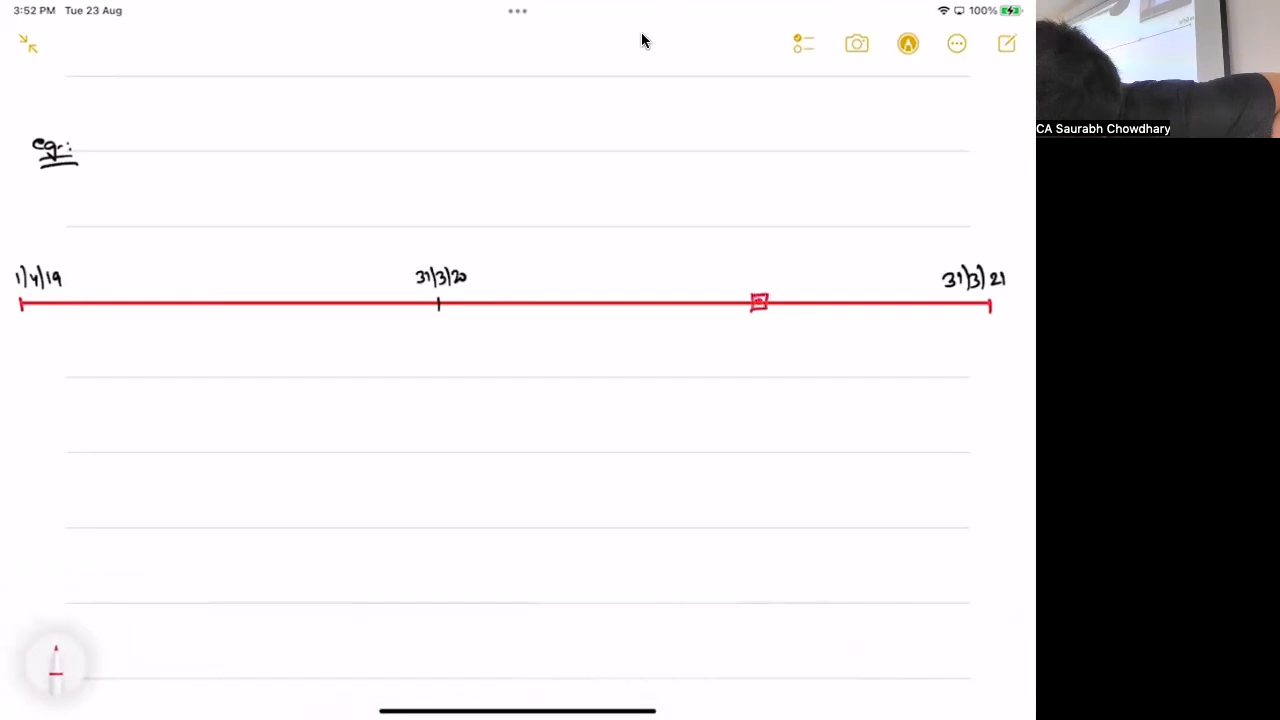 3:52 PM Tue 23 Aug
100%
CA Saurabh Chowdhary
eg:
1/4/19 31/3/20 31/3/21